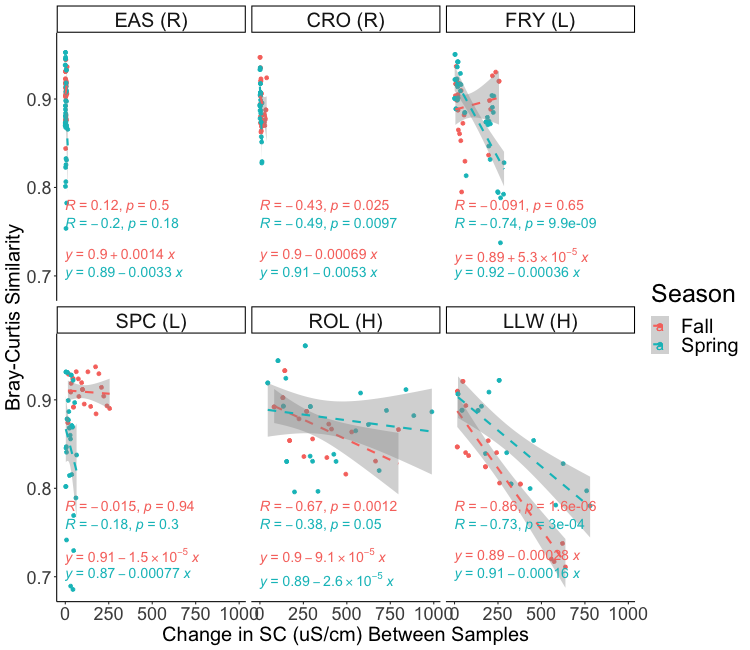 EAS (R) CRO (R) FRY (L)
0.9
0.8
0.7
R = 0.12, p = 0.5
R = −0.2, p = 0.18
y = 0.9 + 0.0014 x
y = 0.89 − 0.0033 x
R = −0.43, p = 0.025
R = −0.49, p = 0.0097
y = 0.9 − 0.00069 x
y = 0.91 − 0.0053 x
R = −0.091, p = 0.65
R = −0.74, p = 9.9e−09
y = 0.89 + 5.3 × 10⁻⁵ x
y = 0.92 − 0.00036 x
Bray-Curtis Similarity
SPC (L) ROL (H) LLW (H)
0.9
0.8
0.7
R = −0.015, p = 0.94
R = −0.18, p = 0.3
y = 0.91 − 1.5 × 10⁻⁵ x
y = 0.87 − 0.00077 x
R = −0.67, p = 0.0012
R = −0.38, p = 0.05
y = 0.9 − 9.1 × 10⁻⁵ x
y = 0.89 − 2.6 × 10⁻⁵ x
R = −0.86, p = 1.6e−06
R = −0.73, p = 3e−04
y = 0.89 − 0.00028 x
y = 0.91 − 0.00016 x
0 250 500 750 1000 0 250 500 750 1000 0 250 500 750 1000
Change in SC (uS/cm) Between Samples
Season
a Fall
a Spring